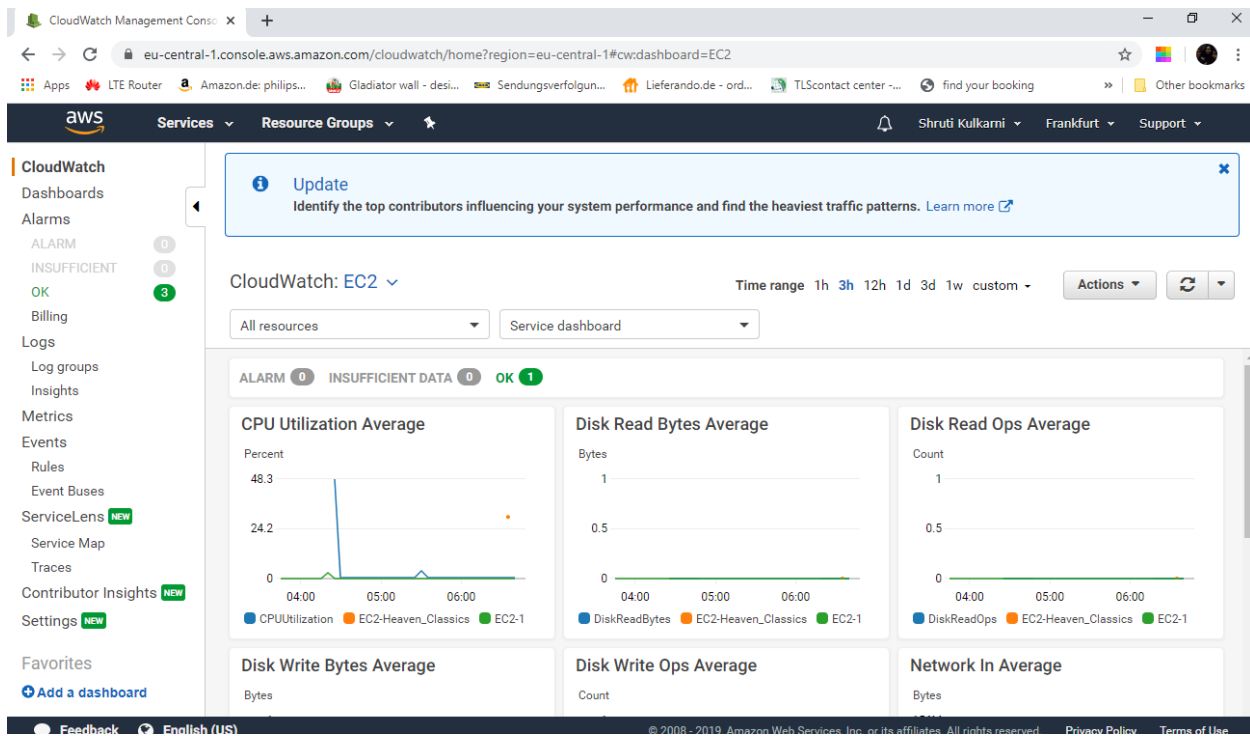 CloudWatch Management Conso
eu-central-1.console.aws.amazon.com/cloudwatch/home?region=eu-central-1#cw:dashboard=EC2
Apps LTE Router Amazon.de: philips... Gladiator wall - desi... Sendungsverfolgun... Lieferando.de - ord... TLScontact center -... find your booking » Other bookmarks
aws Services Resource Groups Shruti Kulkarni Frankfurt Support
CloudWatch
Dashboards
Alarms
ALARM 0
INSUFFICIENT 0
OK 3
Billing
Logs
Log groups
Insights
Metrics
Events
Rules
Event Buses
ServiceLens NEW
Service Map
Traces
Contributor Insights NEW
Settings NEW
Favorites
Add a dashboard
Update
Identify the top contributors influencing your system performance and find the heaviest traffic patterns. Learn more
CloudWatch: EC2
Time range 1h 3h 12h 1d 3d 1w custom Actions
All resources Service dashboard
ALARM 0 INSUFFICIENT DATA 0 OK 1
CPU Utilization Average
Percent
48.3
24.2
0
04:00 05:00 06:00
CPUUtilization EC2-Heaven_Classics EC2-1
Disk Read Bytes Average
Bytes
1
0.5
0
04:00 05:00 06:00
DiskReadBytes EC2-Heaven_Classics EC2-1
Disk Read Ops Average
Count
1
0.5
0
04:00 05:00 06:00
DiskReadOps EC2-Heaven_Classics EC2-1
Disk Write Bytes Average
Bytes
Disk Write Ops Average
Count
Network In Average
Bytes
Feedback English (US) © 2008 - 2019, Amazon Web Services, Inc. or its affiliates. All rights reserved. Privacy Policy Terms of Use